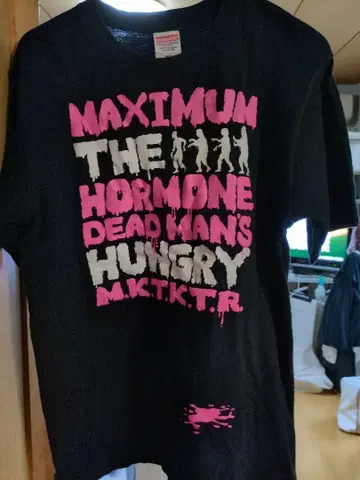 MAXIMUM
THE
HORMONE
DEAD MAN'S
HUNGRY
M.K.T.K.T.R.